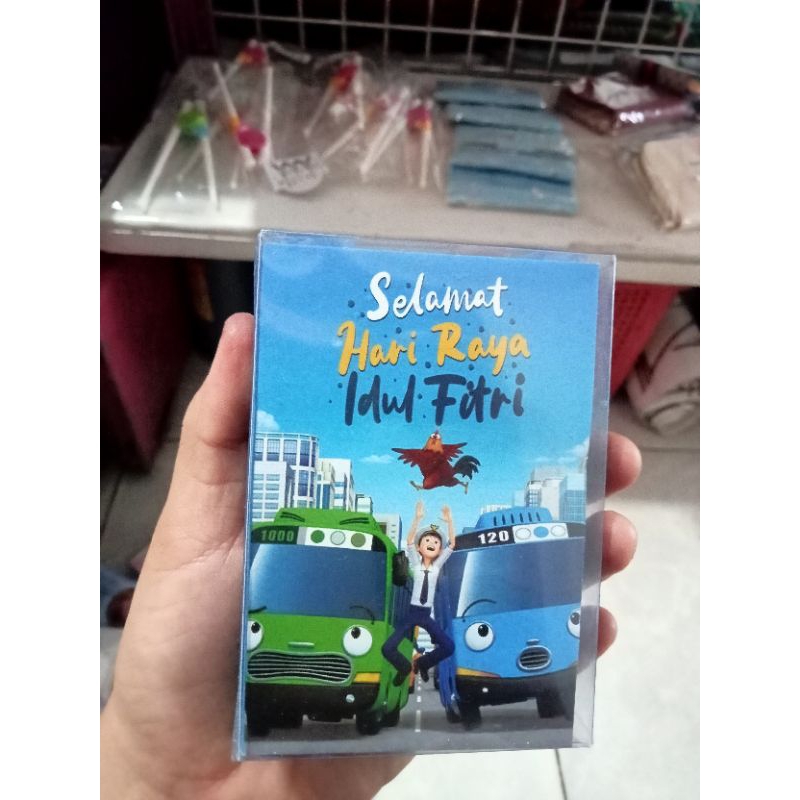 Selamat
Hari Raya
Idul Fitri
1000
120